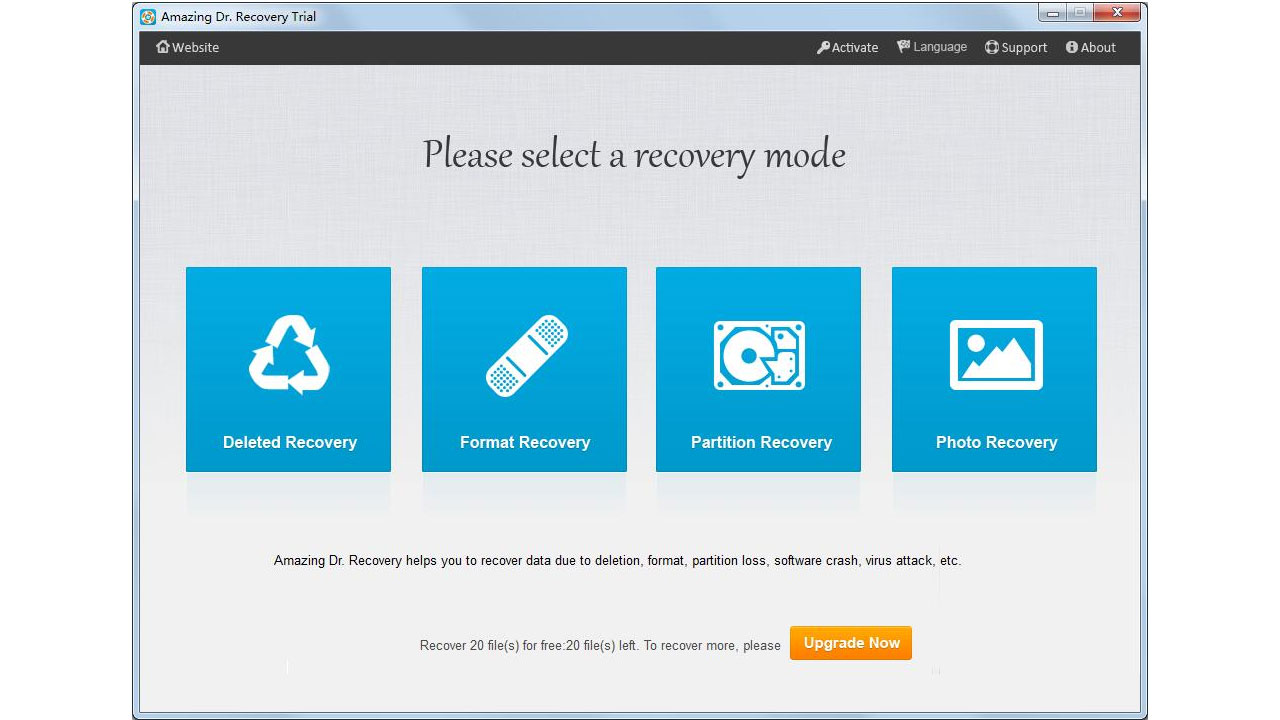 Amazing Dr. Recovery Trial
Website
Activate
Language
Support
About
Please select a recovery mode
Deleted Recovery
Format Recovery
Partition Recovery
Photo Recovery
Amazing Dr. Recovery helps you to recover data due to deletion, format, partition loss, software crash, virus attack, etc.
Recover 20 file(s) for free:20 file(s) left. To recover more, please
Upgrade Now